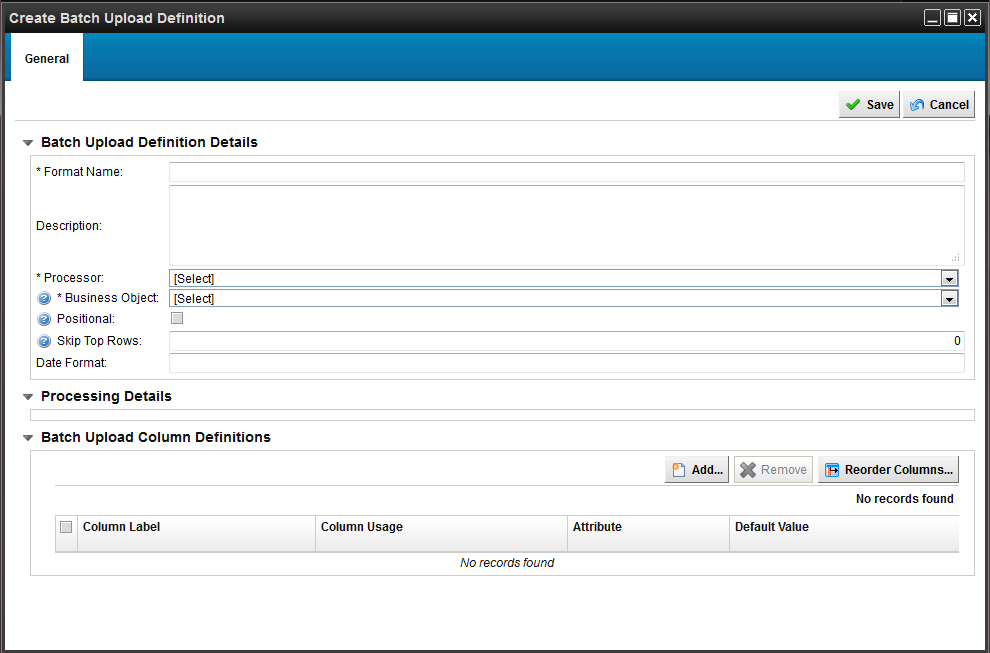 Create Batch Upload Definition
General
Save Cancel
Batch Upload Definition Details
* Format Name:
Description:
* Processor: [Select]
? * Business Object: [Select]
? Positional:
? Skip Top Rows: 0
Date Format:
Processing Details
Batch Upload Column Definitions
Add... Remove Reorder Columns...
No records found
Column Label Column Usage Attribute Default Value
No records found